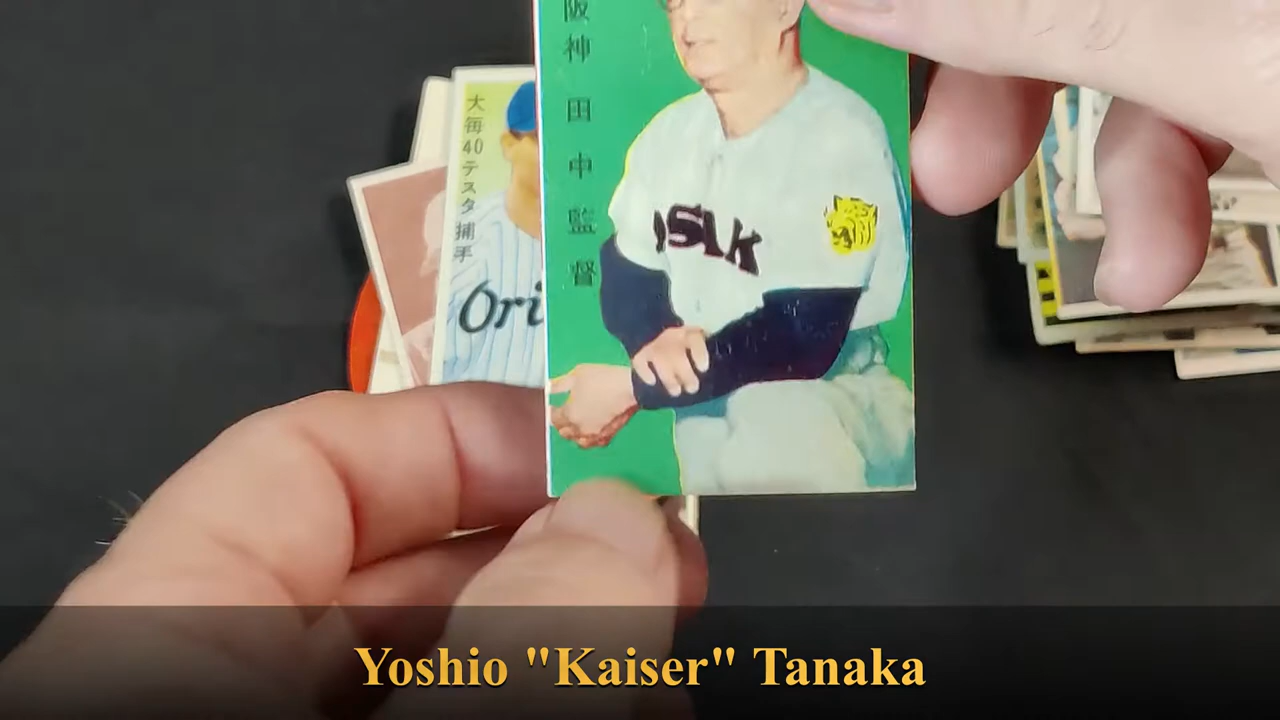 阪神 田中監督
大毎40テスタ捕手
Ori
OSAK
Yoshio "Kaiser" Tanaka